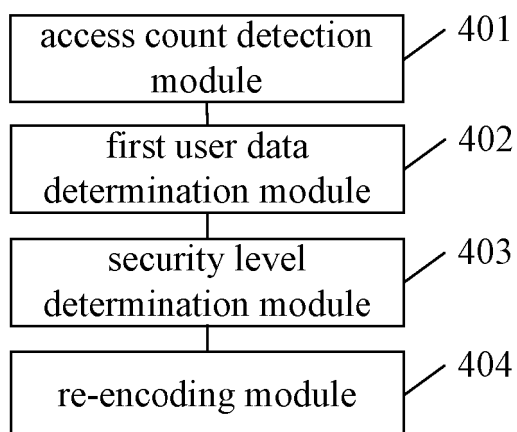 access count detection
module
401
first user data
determination module
402
security level
determination module
403
re-encoding module
404